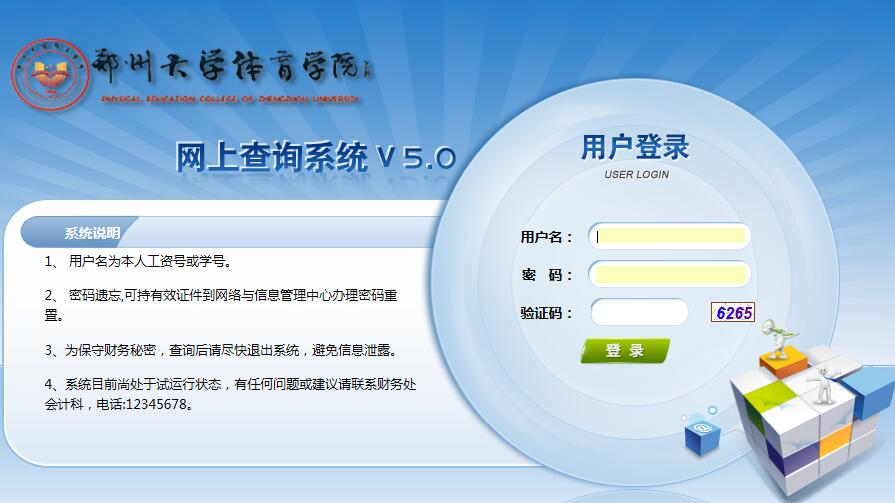 郑州大学体育学院
PHYSICAL EDUCATION COLLEGE OF ZHENGZHOU UNIVERSITY
网上查询系统 V 5.0
用户登录
USER LOGIN
系统说明
1、 用户名为本人工资号或学号。
2、 密码遗忘,可持有效证件到网络与信息管理中心办理密码重
置。
3、为保守财务秘密，查询后请尽快退出系统，避免信息泄露。
4、系统目前尚处于试运行状态，有任何问题或建议请联系财务处
会计科，电话:12345678。
用户名：
密 码：
验证码：
6265
登 录
@